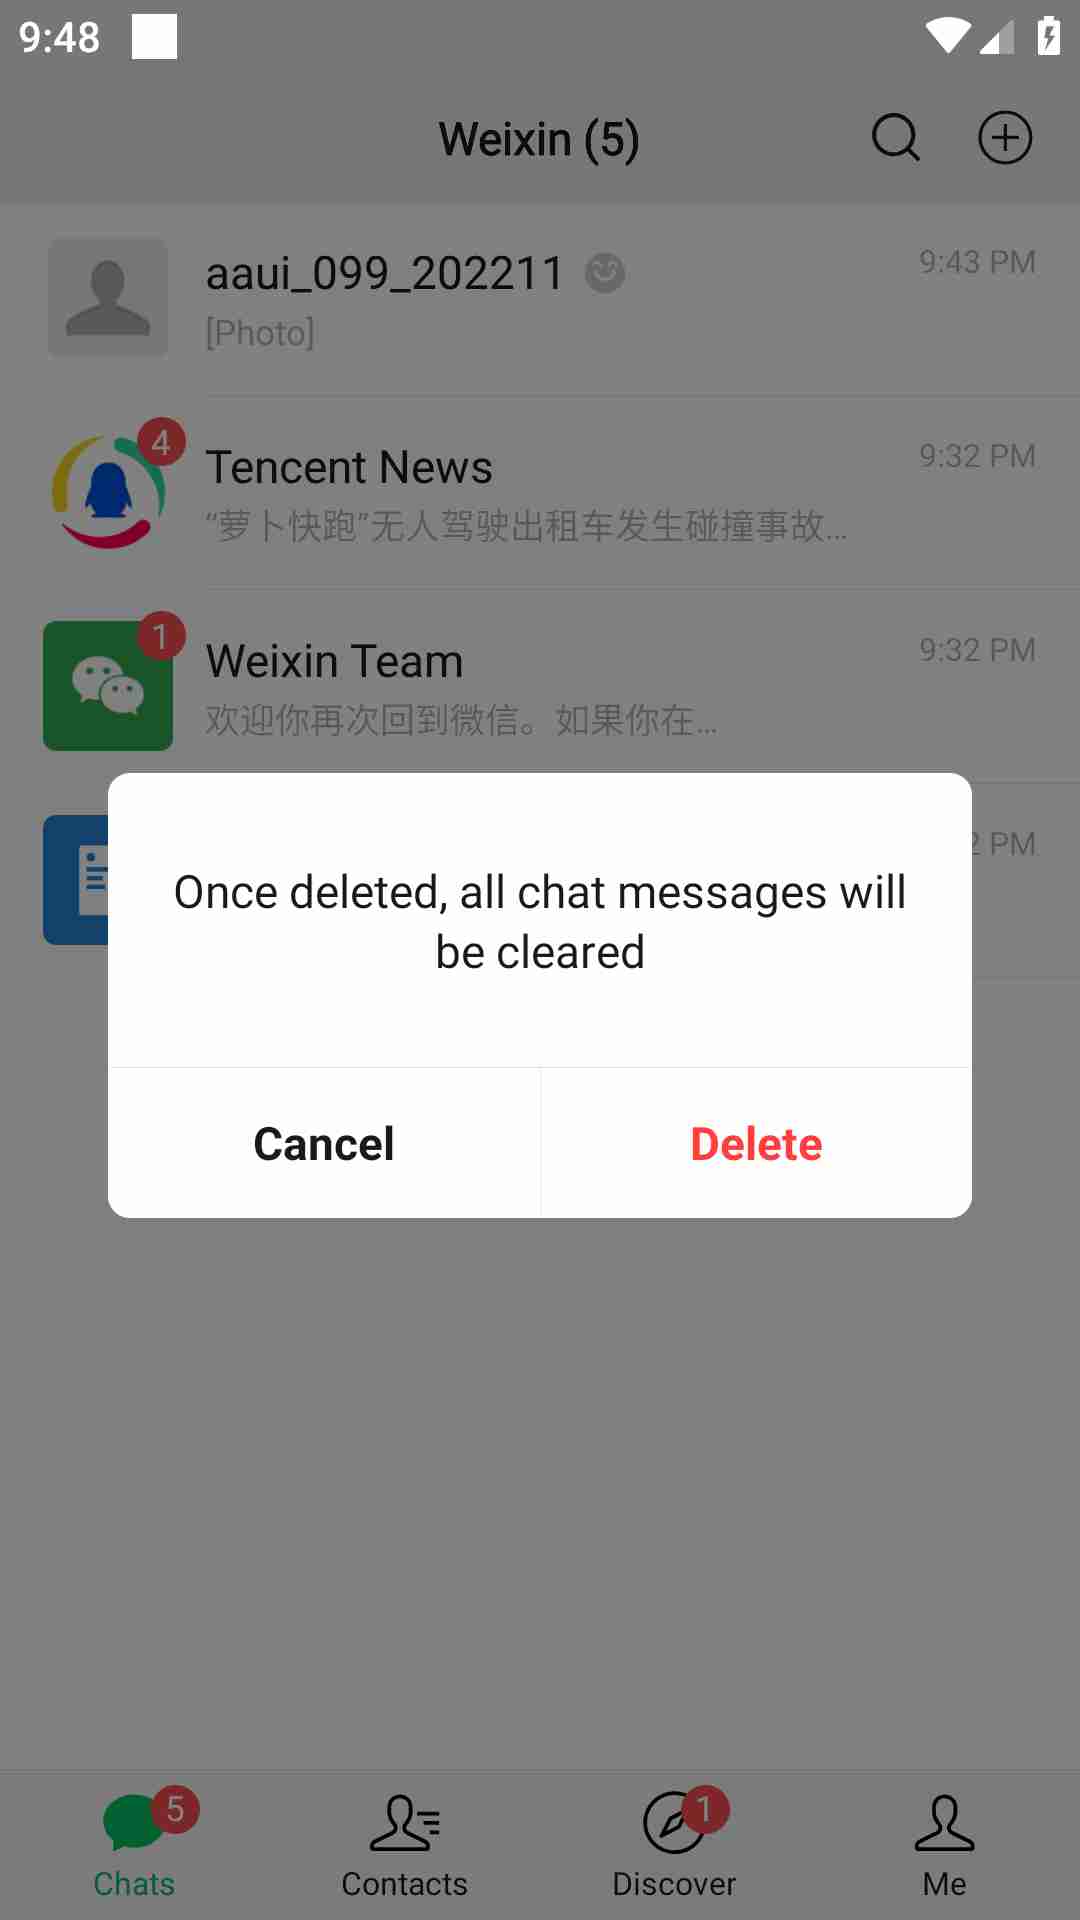 9:48
Weixin (5)
aaui_099_202211
9:43 PM
[Photo]
4
Tencent News
9:32 PM
“萝卜快跑”无人驾驶出租车发生碰撞事故...
1
Weixin Team
9:32 PM
欢迎你再次回到微信。如果你在...
2 PM
Once deleted, all chat messages will
be cleared
Cancel
Delete
5
1
Chats
Contacts
Discover
Me